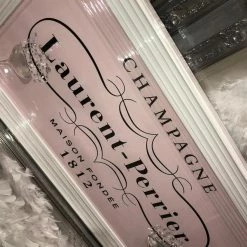 CHAMPAGNE
Laurent-Perrier
MAISON FONDÉE
1812